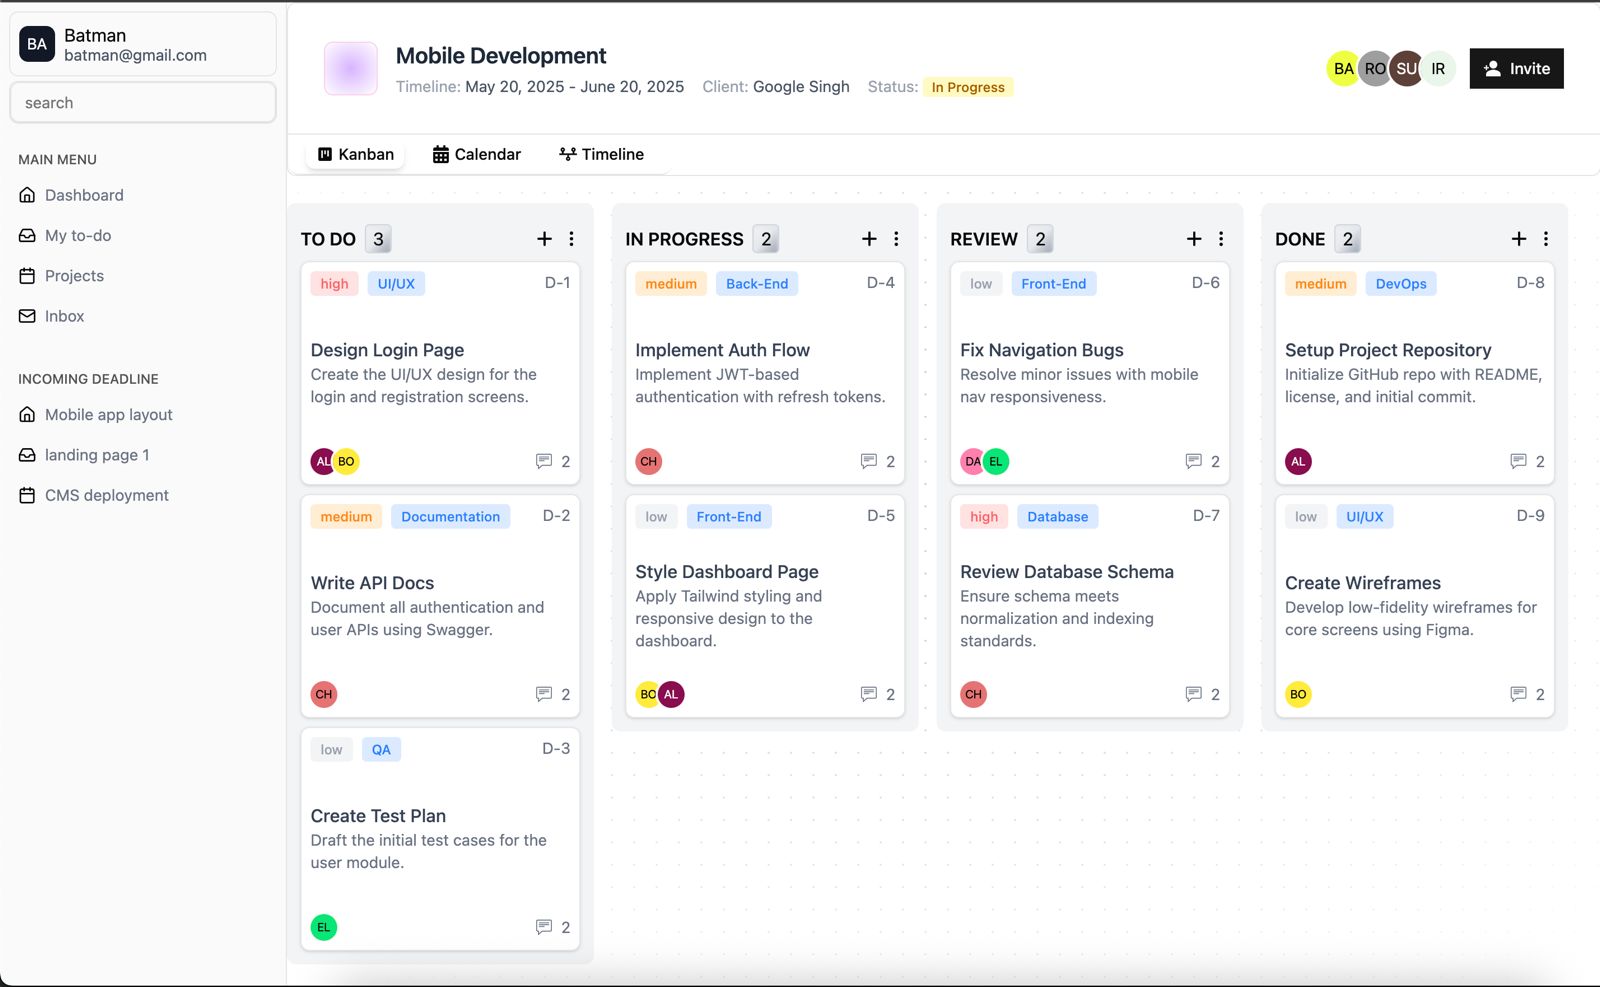 BA
Batman
batman@gmail.com
search
MAIN MENU
Dashboard
My to-do
Projects
Inbox
INCOMING DEADLINE
Mobile app layout
landing page 1
CMS deployment
Mobile Development
Timeline: May 20, 2025 - June 20, 2025 Client: Google Singh Status: In Progress
BA RO SU IR
Invite
Kanban Calendar Timeline
TO DO 3
high UI/UX D-1
Design Login Page
Create the UI/UX design for the
login and registration screens.
AL BO 2
medium Documentation D-2
Write API Docs
Document all authentication and
user APIs using Swagger.
CH 2
low QA D-3
Create Test Plan
Draft the initial test cases for the
user module.
EL 2
IN PROGRESS 2
medium Back-End D-4
Implement Auth Flow
Implement JWT-based
authentication with refresh tokens.
CH 2
low Front-End D-5
Style Dashboard Page
Apply Tailwind styling and
responsive design to the
dashboard.
BO AL 2
REVIEW 2
low Front-End D-6
Fix Navigation Bugs
Resolve minor issues with mobile
nav responsiveness.
DA EL 2
high Database D-7
Review Database Schema
Ensure schema meets
normalization and indexing
standards.
CH 2
DONE 2
medium DevOps D-8
Setup Project Repository
Initialize GitHub repo with README,
license, and initial commit.
AL 2
low UI/UX D-9
Create Wireframes
Develop low-fidelity wireframes for
core screens using Figma.
BO 2